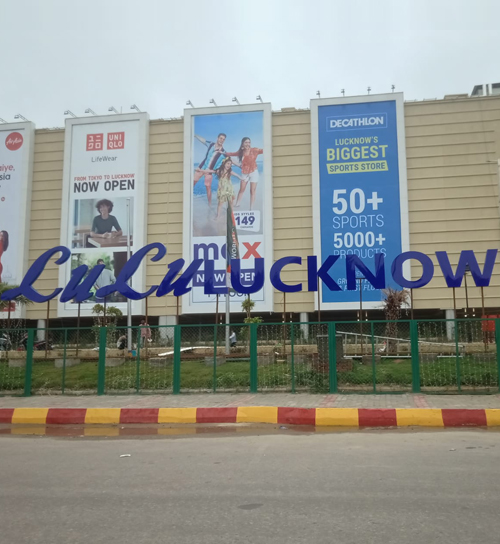 UNI
QLO
LifeWear
FROM TOKYO TO LUCKNOW
NOW OPEN
149
max
NOW OPEN
DECATHLON
LUCKNOW'S
BIGGEST
SPORTS STORE
50+
SPORTS
5000+
PRODUCTS
LuLu LUCKNOW